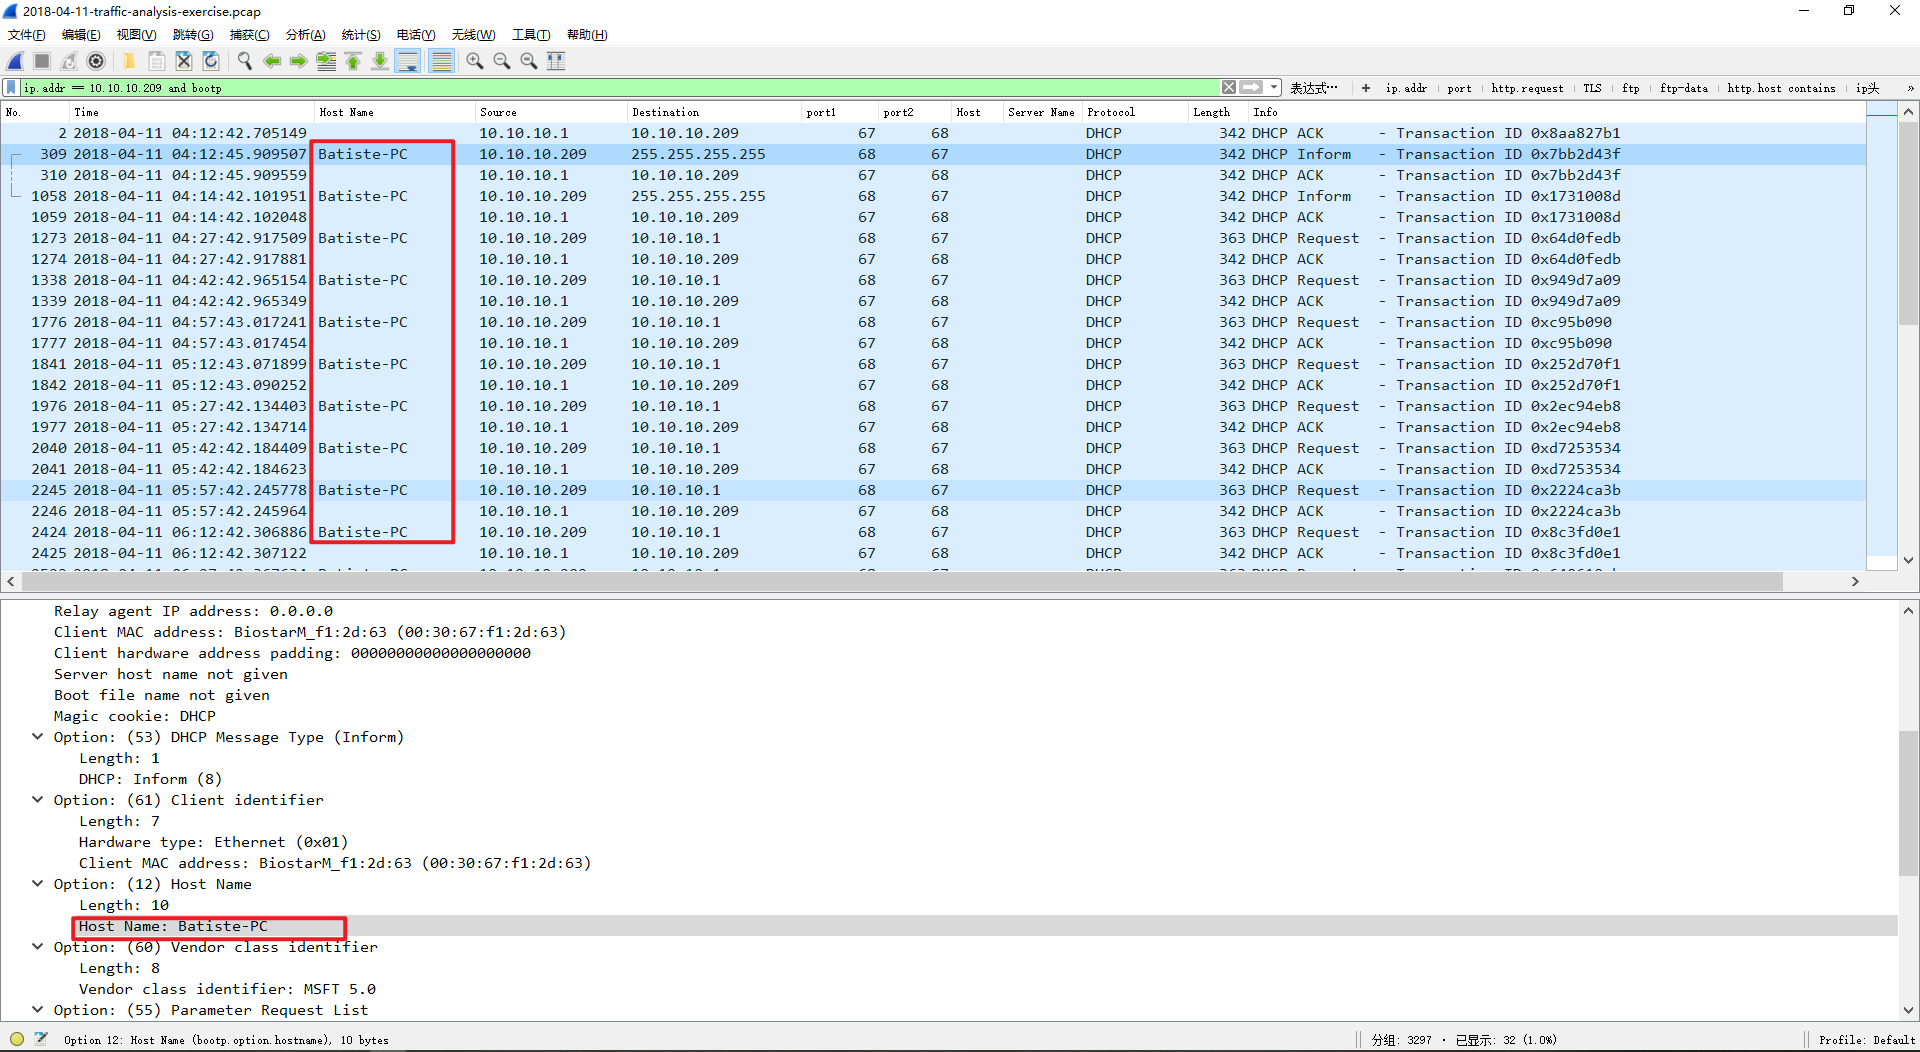 2018-04-11-traffic-analysis-exercise.pcap
文件(F) 编辑(E) 视图(V) 跳转(G) 捕获(C) 分析(A) 统计(S) 电话(Y) 无线(W) 工具(T) 帮助(H)
ip.addr == 10.10.10.209 and bootp 表达式… + ip.addr port http.request TLS ftp ftp-data http.host contains ip头 »
No. Time Host Name Source Destination port1 port2 Host Server Name Protocol Length Info
2 2018-04-11 04:12:42.705149 10.10.10.1 10.10.10.209 67 68 DHCP 342 DHCP ACK - Transaction ID 0x8aa827b1
309 2018-04-11 04:12:45.909507 Batiste-PC 10.10.10.209 255.255.255.255 68 67 DHCP 342 DHCP Inform - Transaction ID 0x7bb2d43f
310 2018-04-11 04:12:45.909559 10.10.10.1 10.10.10.209 67 68 DHCP 342 DHCP ACK - Transaction ID 0x7bb2d43f
1058 2018-04-11 04:14:42.101951 Batiste-PC 10.10.10.209 255.255.255.255 68 67 DHCP 342 DHCP Inform - Transaction ID 0x1731008d
1059 2018-04-11 04:14:42.102048 10.10.10.1 10.10.10.209 67 68 DHCP 342 DHCP ACK - Transaction ID 0x1731008d
1273 2018-04-11 04:27:42.917509 Batiste-PC 10.10.10.209 10.10.10.1 68 67 DHCP 363 DHCP Request - Transaction ID 0x64d0fedb
1274 2018-04-11 04:27:42.917881 10.10.10.1 10.10.10.209 67 68 DHCP 342 DHCP ACK - Transaction ID 0x64d0fedb
1338 2018-04-11 04:42:42.965154 Batiste-PC 10.10.10.209 10.10.10.1 68 67 DHCP 363 DHCP Request - Transaction ID 0x949d7a09
1339 2018-04-11 04:42:42.965349 10.10.10.1 10.10.10.209 67 68 DHCP 342 DHCP ACK - Transaction ID 0x949d7a09
1776 2018-04-11 04:57:43.017241 Batiste-PC 10.10.10.209 10.10.10.1 68 67 DHCP 363 DHCP Request - Transaction ID 0xc95b090
1777 2018-04-11 04:57:43.017454 10.10.10.1 10.10.10.209 67 68 DHCP 342 DHCP ACK - Transaction ID 0xc95b090
1841 2018-04-11 05:12:43.071899 Batiste-PC 10.10.10.209 10.10.10.1 68 67 DHCP 363 DHCP Request - Transaction ID 0x252d70f1
1842 2018-04-11 05:12:43.090252 10.10.10.1 10.10.10.209 67 68 DHCP 342 DHCP ACK - Transaction ID 0x252d70f1
1976 2018-04-11 05:27:42.134403 Batiste-PC 10.10.10.209 10.10.10.1 68 67 DHCP 363 DHCP Request - Transaction ID 0x2ec94eb8
1977 2018-04-11 05:27:42.134714 10.10.10.1 10.10.10.209 67 68 DHCP 342 DHCP ACK - Transaction ID 0x2ec94eb8
2040 2018-04-11 05:42:42.184409 Batiste-PC 10.10.10.209 10.10.10.1 68 67 DHCP 363 DHCP Request - Transaction ID 0xd7253534
2041 2018-04-11 05:42:42.184623 10.10.10.1 10.10.10.209 67 68 DHCP 342 DHCP ACK - Transaction ID 0xd7253534
2245 2018-04-11 05:57:42.245778 Batiste-PC 10.10.10.209 10.10.10.1 68 67 DHCP 363 DHCP Request - Transaction ID 0x2224ca3b
2246 2018-04-11 05:57:42.245964 10.10.10.1 10.10.10.209 67 68 DHCP 342 DHCP ACK - Transaction ID 0x2224ca3b
2424 2018-04-11 06:12:42.306886 Batiste-PC 10.10.10.209 10.10.10.1 68 67 DHCP 363 DHCP Request - Transaction ID 0x8c3fd0e1
2425 2018-04-11 06:12:42.307122 10.10.10.1 10.10.10.209 67 68 DHCP 342 DHCP ACK - Transaction ID 0x8c3fd0e1
Relay agent IP address: 0.0.0.0
Client MAC address: BiostarM_f1:2d:63 (00:30:67:f1:2d:63)
Client hardware address padding: 00000000000000000000
Server host name not given
Boot file name not given
Magic cookie: DHCP
Option: (53) DHCP Message Type (Inform)
Length: 1
DHCP: Inform (8)
Option: (61) Client identifier
Length: 7
Hardware type: Ethernet (0x01)
Client MAC address: BiostarM_f1:2d:63 (00:30:67:f1:2d:63)
Option: (12) Host Name
Length: 10
Host Name: Batiste-PC
Option: (60) Vendor class identifier
Length: 8
Vendor class identifier: MSFT 5.0
Option: (55) Parameter Request List
Option 12: Host Name (bootp.option.hostname), 10 bytes 分组: 3297 · 已显示: 32 (1.0%) Profile: Default